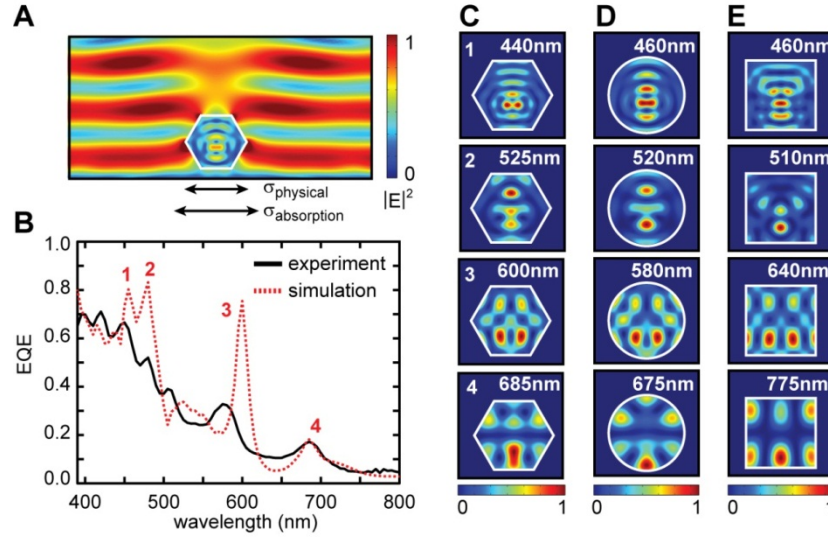 A
1
0
|E|²
σphysical
σabsorption
B
EQE
1.0
0.8
0.6
0.4
0.2
0.0
1
2
3
4
experiment
simulation
400
500
600
700
800
wavelength (nm)
C
1
440nm
2
525nm
3
600nm
4
685nm
0
1
D
460nm
520nm
580nm
675nm
0
1
E
460nm
510nm
640nm
775nm
0
1